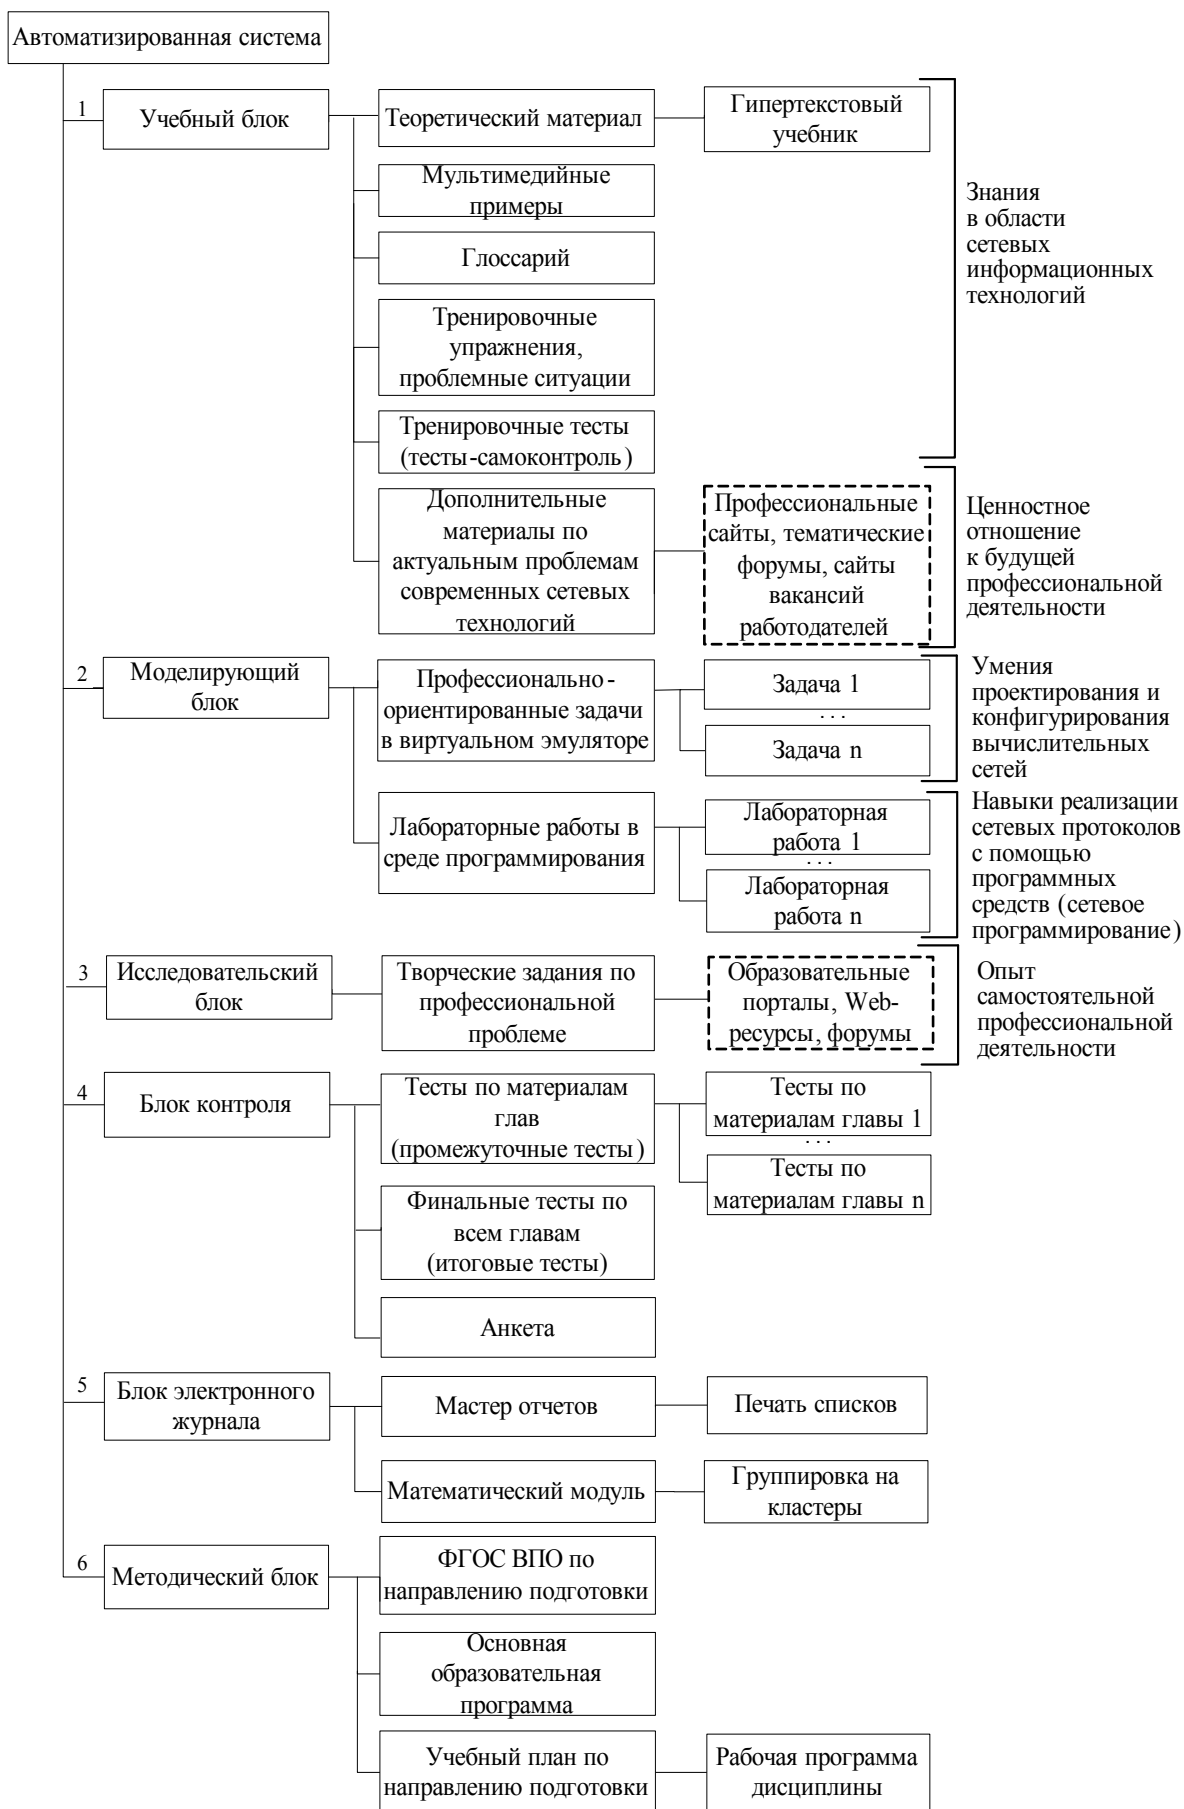 Автоматизированная система
1
Учебный блок
Теоретический материал
Гипертекстовый
учебник
Мультимедийные
примеры
Глоссарий
Тренировочные
упражнения,
проблемные ситуации
Тренировочные тесты
(тесты-самоконтроль)
Знания
в области
сетевых
информационных
технологий
Дополнительные
материалы по
актуальным проблемам
современных сетевых
технологий
Профессиональные
сайты, тематические
форумы, сайты
вакансий
работодателей
Ценностное
отношение
к будущей
профессиональной
деятельности
2
Моделирующий
блок
Профессионально-
ориентированные задачи
в виртуальном эмуляторе
Задача 1
...
Задача n
Умения
проектирования и
конфигурирования
вычислительных
сетей
Лабораторные работы в
среде программирования
Лабораторная
работа 1
...
Лабораторная
работа n
Навыки реализации
сетевых протоколов
с помощью
программных
средств (сетевое
программирование)
3
Исследовательский
блок
Творческие задания по
профессиональной
проблеме
Образовательные
порталы, Web-
ресурсы, форумы
Опыт
самостоятельной
профессиональной
деятельности
4
Блок контроля
Тесты по материалам
глав
(промежуточные тесты)
Тесты по
материалам главы 1
...
Тесты по
материалам главы n
Финальные тесты по
всем главам
(итоговые тесты)
Анкета
5
Блок электронного
журнала
Мастер отчетов
Печать списков
Математический модуль
Группировка на
кластеры
6
Методический блок
ФГОС ВПО по
направлению подготовки
Основная
образовательная
программа
Учебный план по
направлению подготовки
Рабочая программа
дисциплины